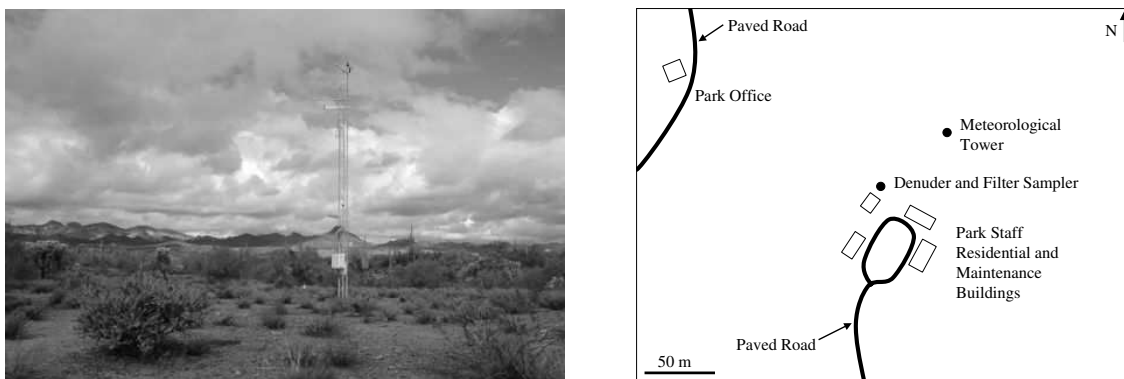 Paved Road
N
Park Office
Meteorological
Tower
Denuder and Filter Sampler
Park Staff
Residential and
Maintenance
Buildings
Paved Road
50 m